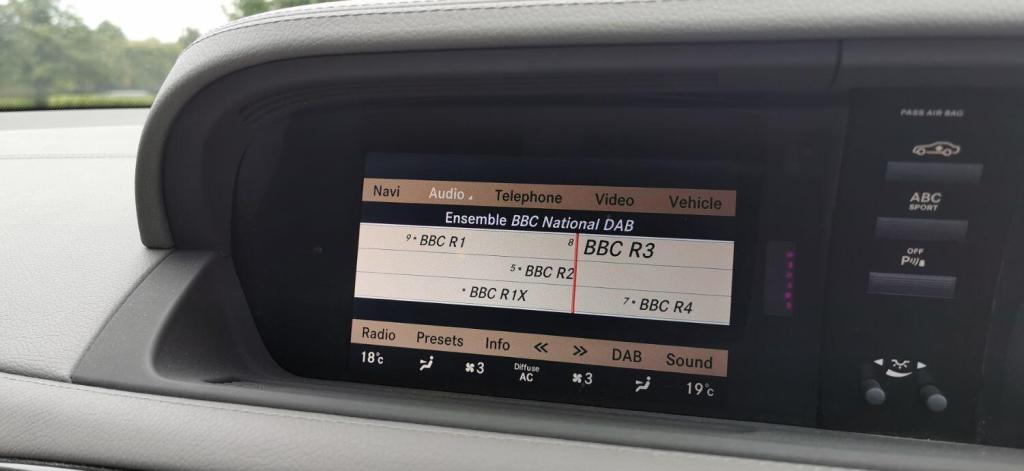 PASS AIR BAG
Navi Audio Telephone Video Vehicle
Ensemble BBC National DAB
9 • BBC R1 8 BBC R3
5 • BBC R2
• BBC R1X 7 • BBC R4
Radio Presets Info << >> DAB Sound
18°c 3 Diffuse AC 3 19°c
ABC
SPORT
OFF
P